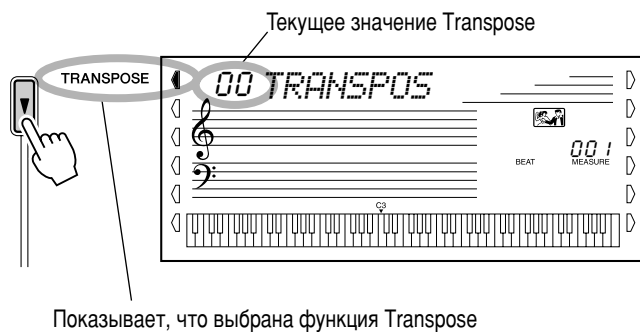 Текущее значение Transpose
TRANSPOSE
00 TRANSPOS
001
BEAT
MEASURE
C3
Показывает, что выбрана функция Transpose